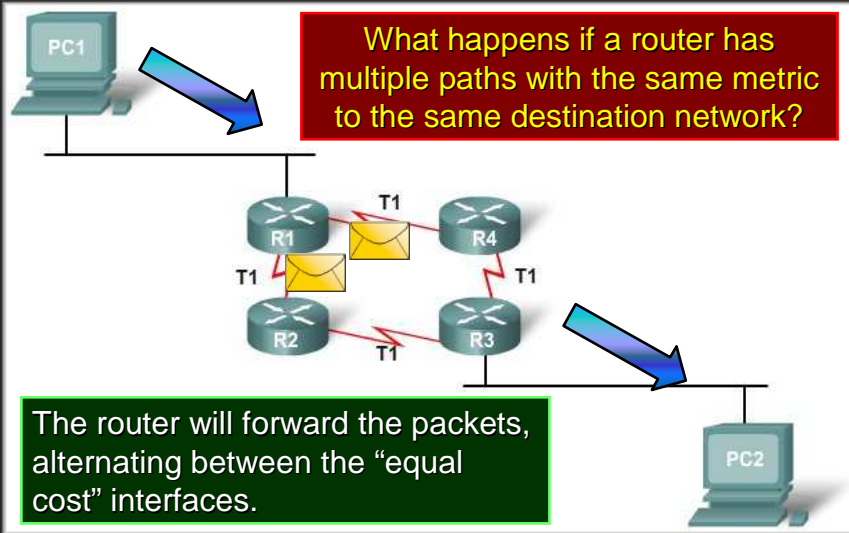 PC1
What happens if a router has
multiple paths with the same metric
to the same destination network?
T1
R1
R4
T1
T1
R2
R3
T1
The router will forward the packets,
alternating between the “equal
cost” interfaces.
PC2